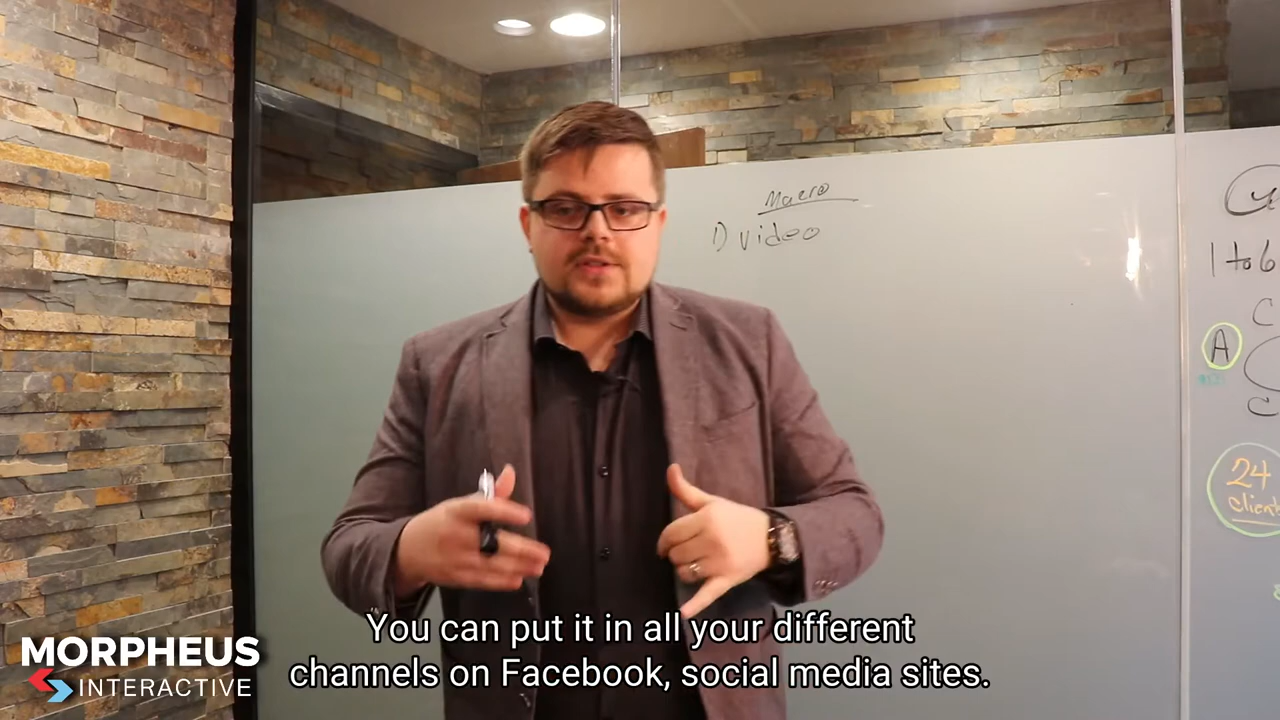 Macro
1) video
1 to 6
A
24
Client
You can put it in all your different
channels on Facebook, social media sites.
MORPHEUS
INTERACTIVE